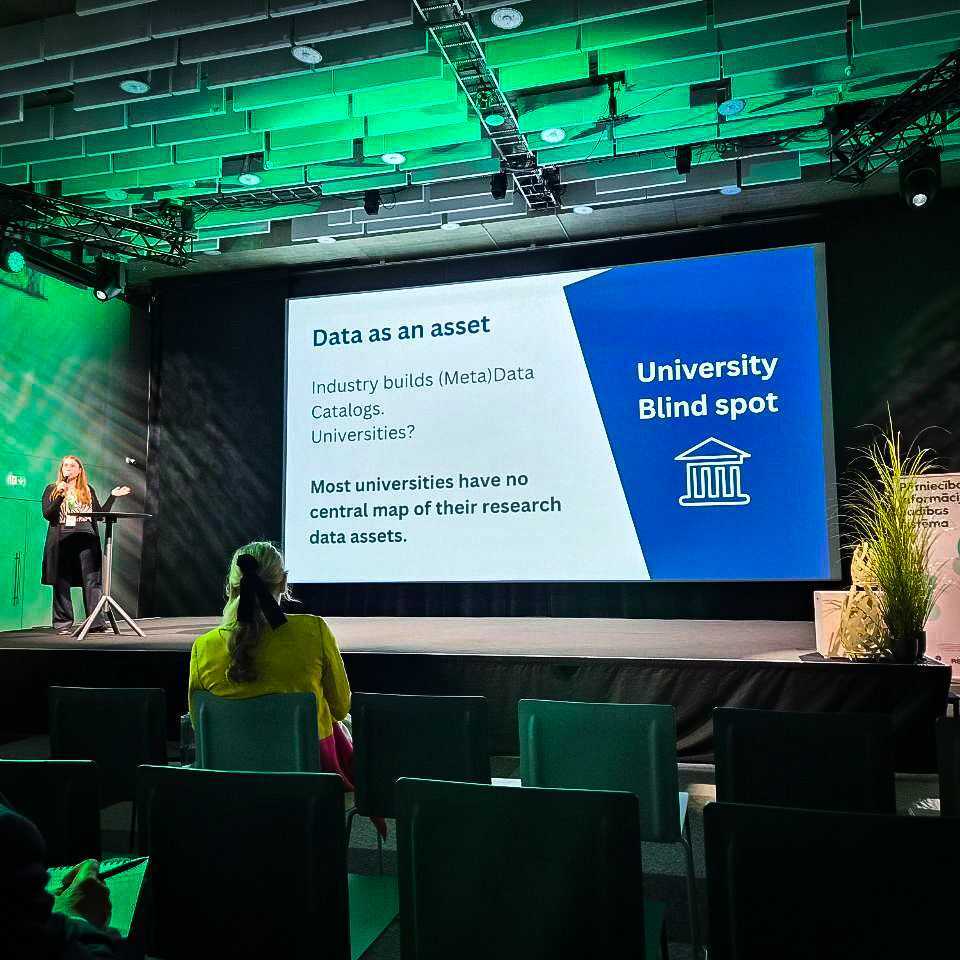 Data as an asset
Industry builds (Meta)Data
Catalogs.
Universities?
Most universities have no
central map of their research
data assets.
University
Blind spot